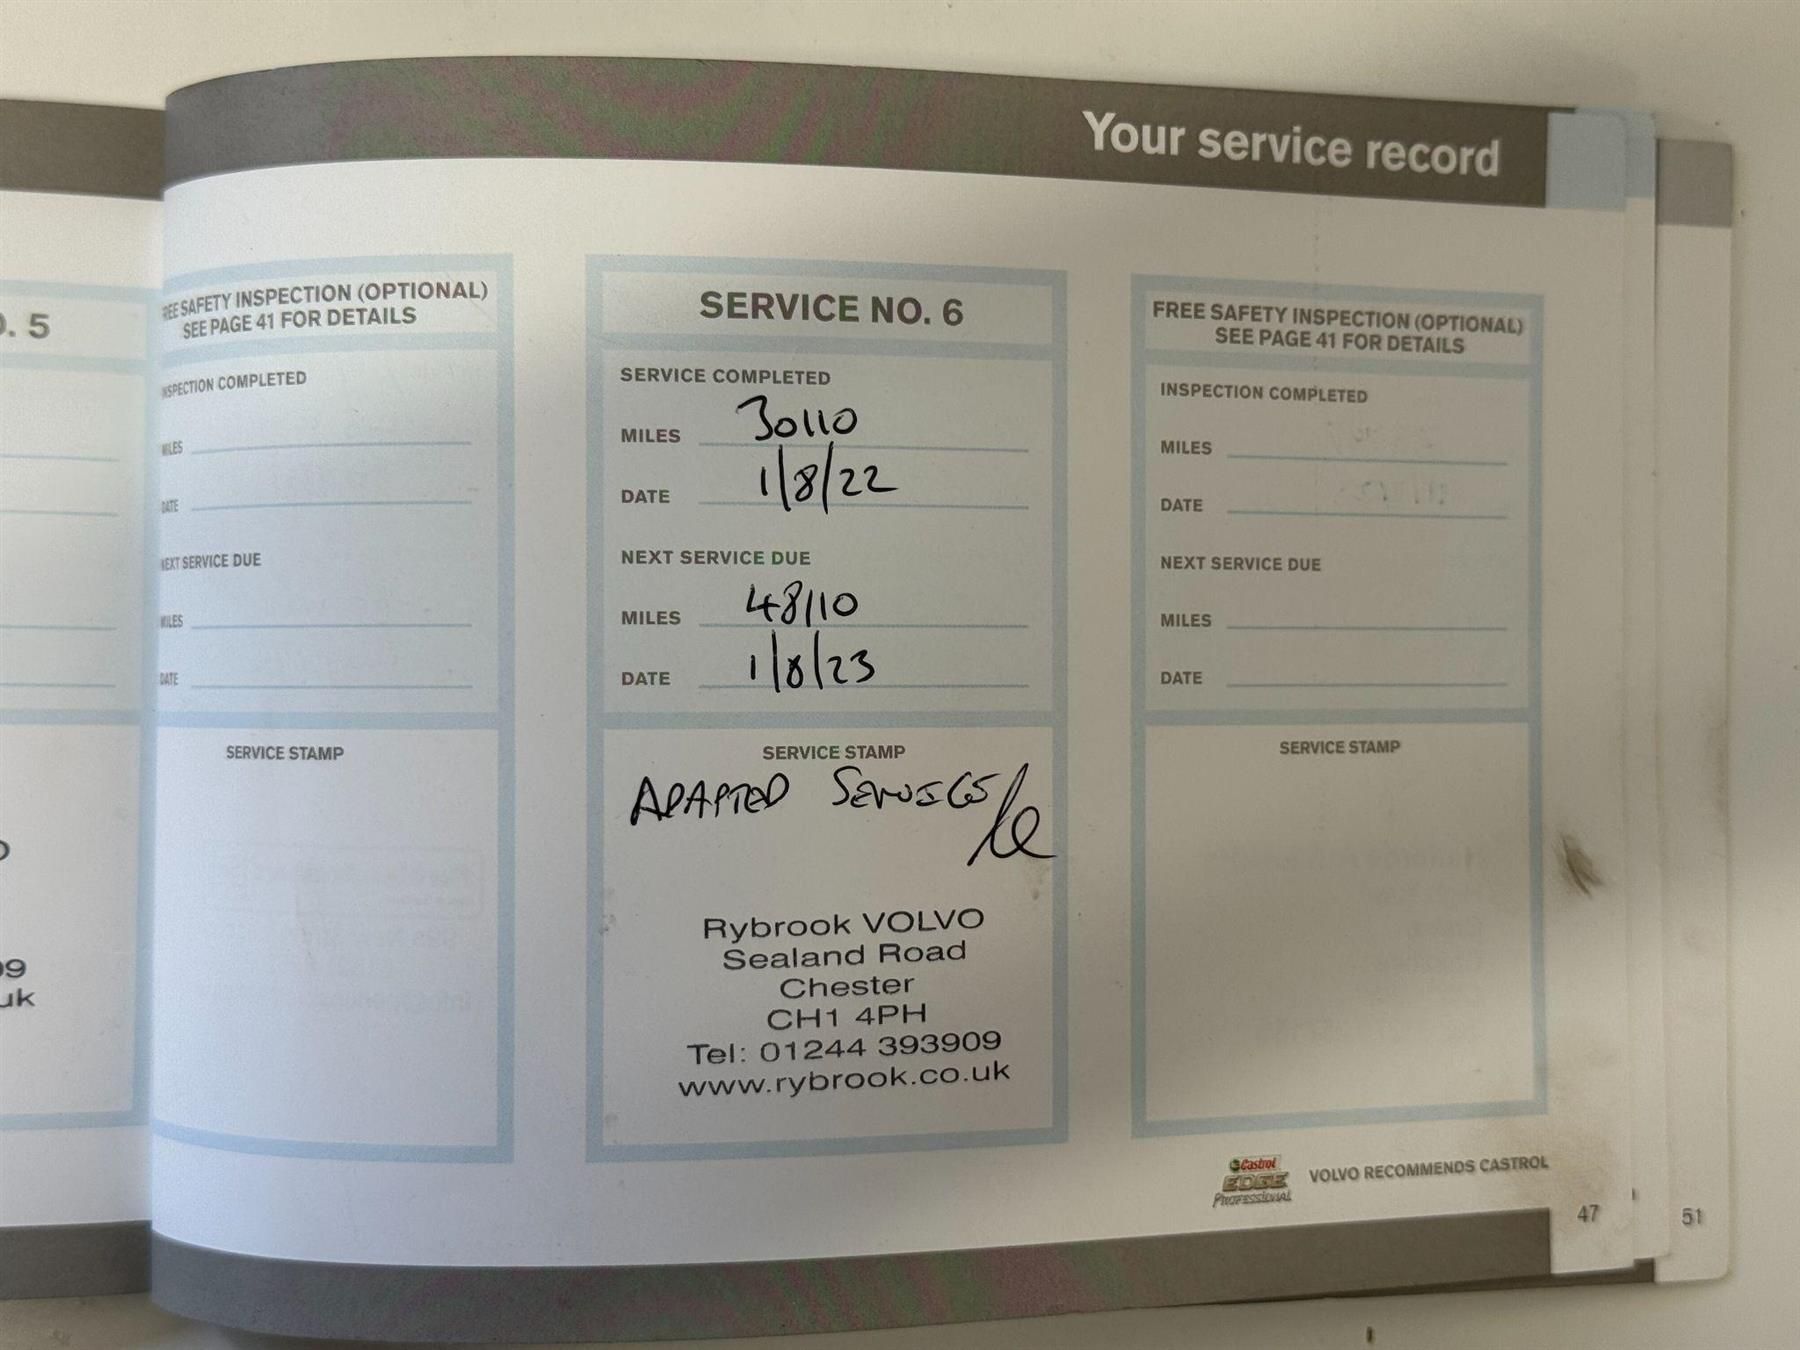 Your service record
. 5
FREE SAFETY INSPECTION (OPTIONAL)
SEE PAGE 41 FOR DETAILS
INSPECTION COMPLETED
MILES
DATE
NEXT SERVICE DUE
MILES
DATE
SERVICE STAMP
99
uk
SERVICE NO. 6
SERVICE COMPLETED
MILES 30110
DATE 1/8/22
NEXT SERVICE DUE
MILES 48110
DATE 1/8/23
SERVICE STAMP
ADAPTED SERVICES
Rybrook VOLVO
Sealand Road
Chester
CH1 4PH
Tel: 01244 393909
www.rybrook.co.uk
FREE SAFETY INSPECTION (OPTIONAL)
SEE PAGE 41 FOR DETAILS
INSPECTION COMPLETED
MILES
DATE
NEXT SERVICE DUE
MILES
DATE
SERVICE STAMP
Castrol
EDGE
Professional
VOLVO RECOMMENDS CASTROL
47
51